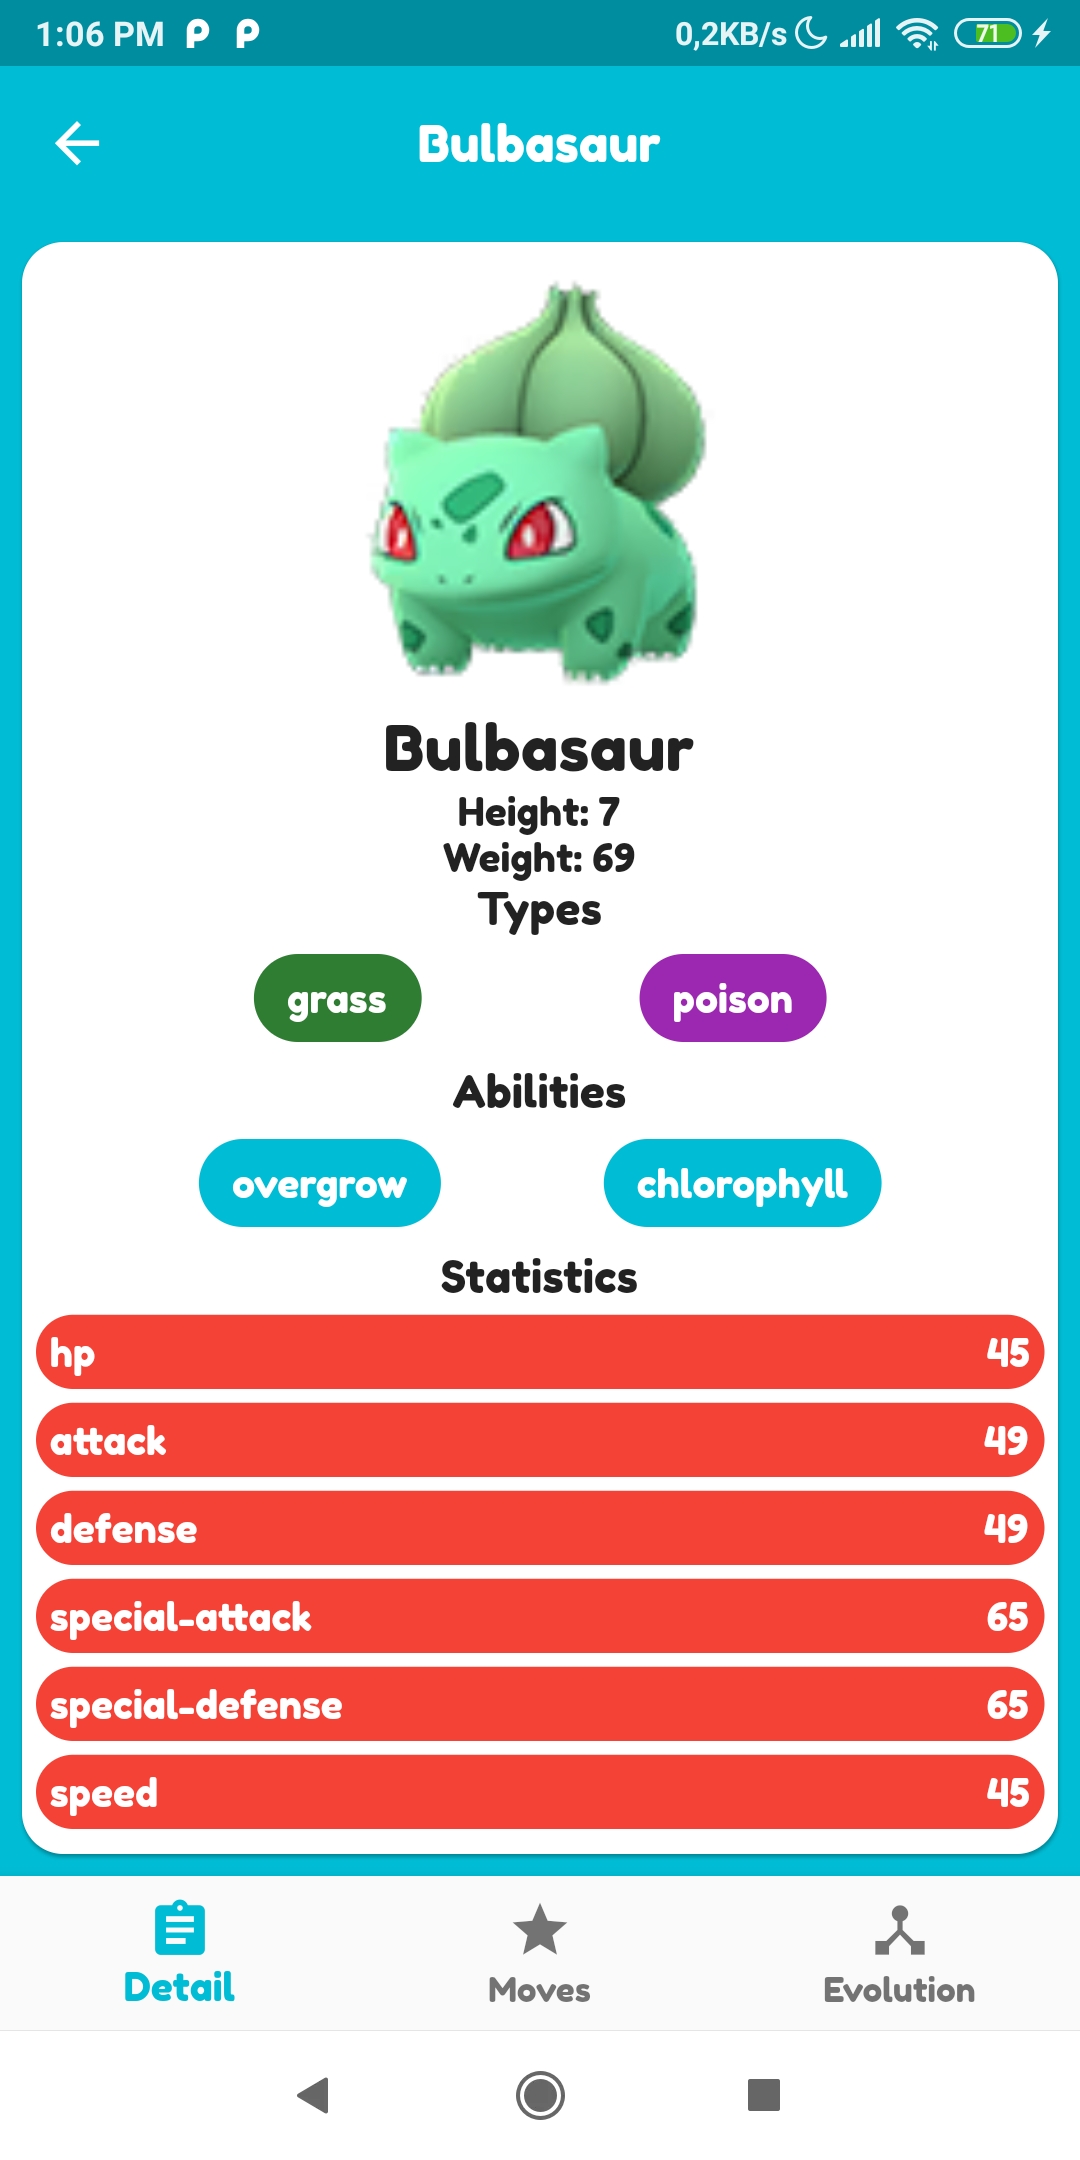 1:06 PM 0,2KB/s 71
Bulbasaur
Bulbasaur
Height: 7
Weight: 69
Types
grass poison
Abilities
overgrow chlorophyll
Statistics
hp 45
attack 49
defense 49
special-attack 65
special-defense 65
speed 45
Detail Moves Evolution